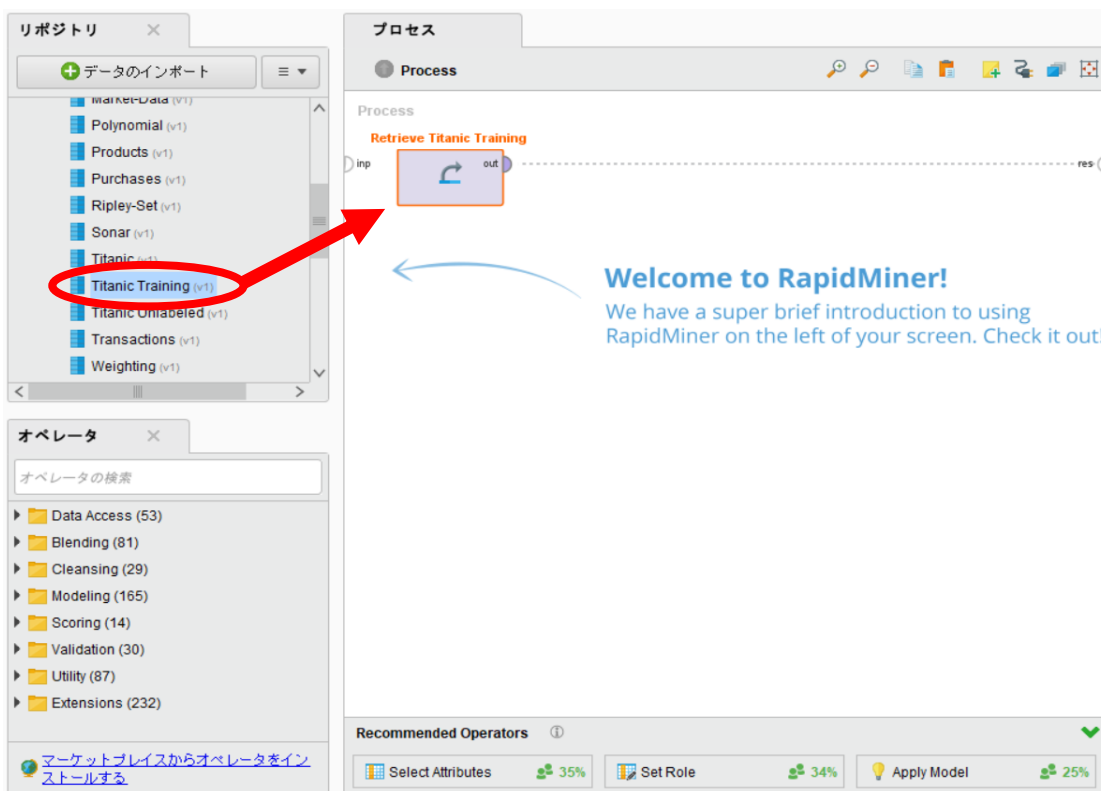 リポジトリ
データのインポート
Market-Data (v1)
Polynomial (v1)
Products (v1)
Purchases (v1)
Ripley-Set (v1)
Sonar (v1)
Titanic (v1)
Titanic Training (v1)
Titanic Unlabeled (v1)
Transactions (v1)
Weighting (v1)
オペレータ
オペレータの検索
Data Access (53)
Blending (81)
Cleansing (29)
Modeling (165)
Scoring (14)
Validation (30)
Utility (87)
Extensions (232)
マーケットプレイスからオペレータをイン
ストールする
プロセス
Process
Process
Retrieve Titanic Training
inp
out
res
Welcome to RapidMiner!
We have a super brief introduction to using
RapidMiner on the left of your screen. Check it out!
Recommended Operators
Select Attributes 35%
Set Role 34%
Apply Model 25%